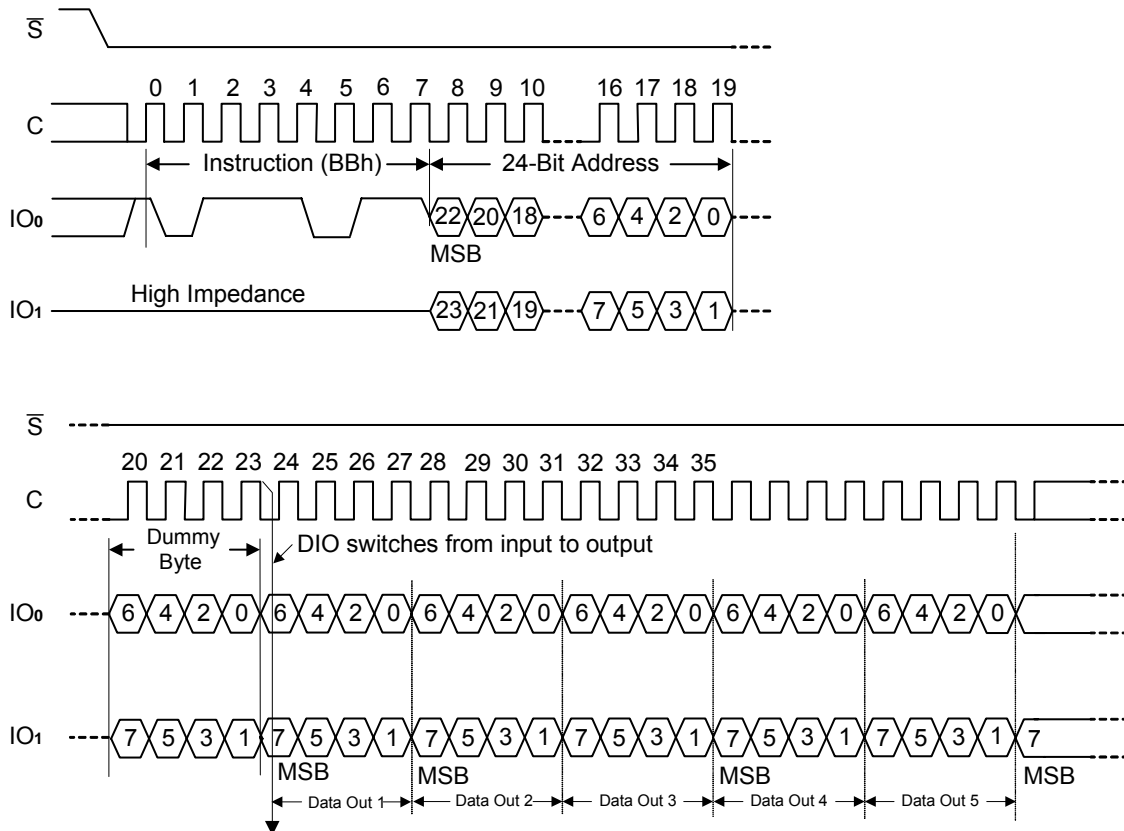 S
0 1 2 3 4 5 6 7 8 9 10 16 17 18 19
C
Instruction (BBh) 24-Bit Address
IO0 22 20 18 6 4 2 0
MSB
High Impedance
IO1 23 21 19 7 5 3 1
S
20 21 22 23 24 25 26 27 28 29 30 31 32 33 34 35
C
Dummy
Byte
DIO switches from input to output
IO0 6 4 2 0 6 4 2 0 6 4 2 0 6 4 2 0 6 4 2 0 6 4 2 0
IO1 7 5 3 1 7 5 3 1 7 5 3 1 7 5 3 1 7 5 3 1 7 5 3 1 7
MSB MSB MSB MSB
Data Out 1 Data Out 2 Data Out 3 Data Out 4 Data Out 5